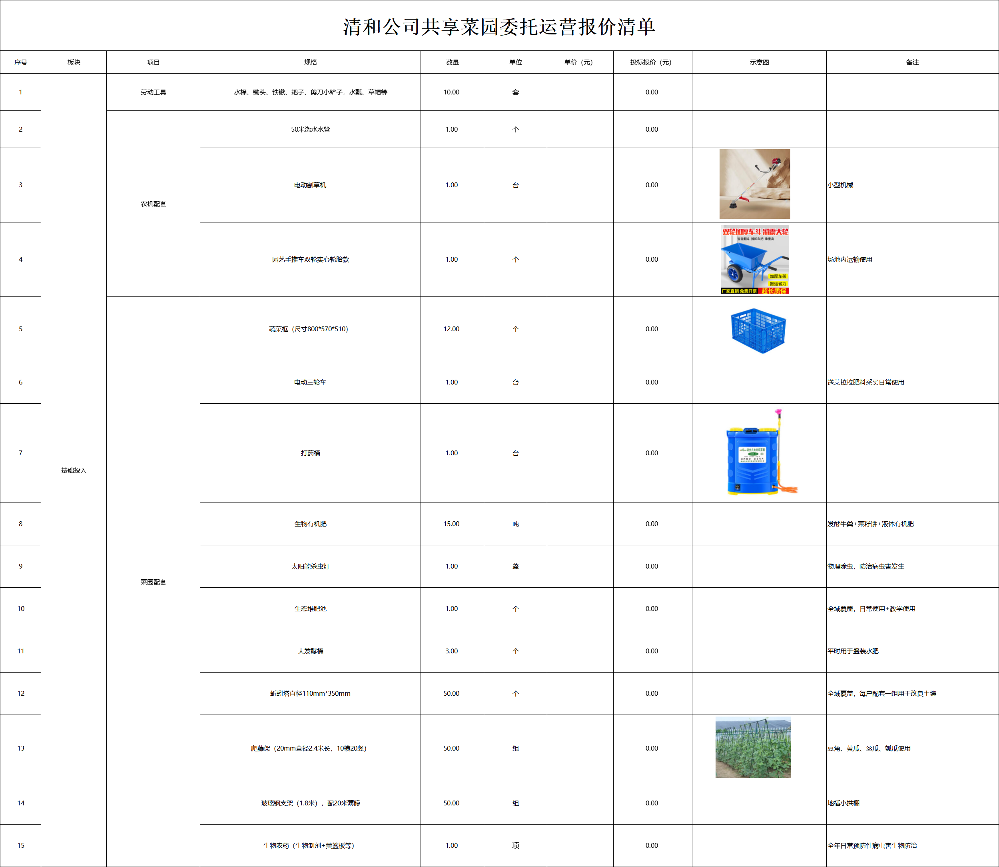 清和公司共享菜园委托运营报价清单
序号 板块 项目 规格 数量 单位 单价（元） 投标报价（元） 示意图 备注
1 基础投入 劳动工具 水桶、锄头、铁锹、耙子、剪刀小铲子，水瓢、草帽等 10.00 套 0.00
2 农机配套 50米浇水水管 1.00 个 0.00
3 电动割草机 1.00 台 0.00 小型机械
4 园艺手推车双轮实心轮胎款 1.00 个 0.00 场地内运输使用
双轮加厚车斗 减震大轮
智能翻斗 拆卸车把 承重高
加厚车架
搬运省力
厂家直销 免费开票 超长质保
5 菜园配套 蔬菜框（尺寸800*570*510） 12.00 个 0.00
6 电动三轮车 1.00 台 0.00 送菜拉拉肥料采买日常使用
7 打药桶 1.00 台 0.00
8 生物有机肥 15.00 吨 0.00 发酵牛粪+菜籽饼+液体有机肥
9 太阳能杀虫灯 1.00 盏 0.00 物理除虫，防治病虫害发生
10 生态堆肥池 1.00 个 0.00 全域覆盖，日常使用+教学使用
11 大发酵桶 3.00 个 0.00 平时用于盛装水肥
12 蚯蚓塔直径110mm*350mm 50.00 个 0.00 全域覆盖，每户配套一组用于改良土壤
13 爬藤架（20mm直径2.4米长，10横20竖） 50.00 组 0.00 豆角、黄瓜、丝瓜、瓠瓜使用
14 玻璃钢支架（1.8米），配20米薄膜 50.00 组 0.00 地插小拱棚
15 生物农药（生物制剂+黄篮板等） 1.00 项 0.00 全年日常预防性病虫害生物防治